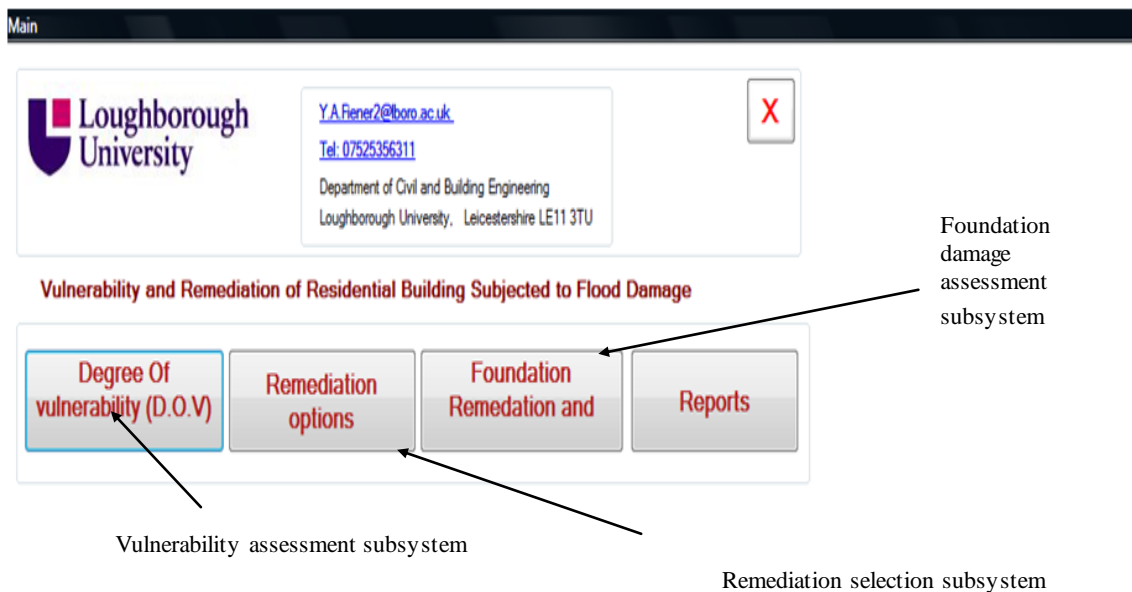 Main
Loughborough
University
Y.A.Fiener2@lboro.ac.uk
Tel: 07525356311
Department of Civil and Building Engineering
Loughborough University, Leicestershire LE11 3TU
X
Vulnerability and Remediation of Residential Building Subjected to Flood Damage
Degree Of
vulnerability (D.O.V)
Remediation
options
Foundation
Remedation and
Reports
Foundation
damage
assessment
subsystem
Vulnerability assessment subsystem
Remediation selection subsystem